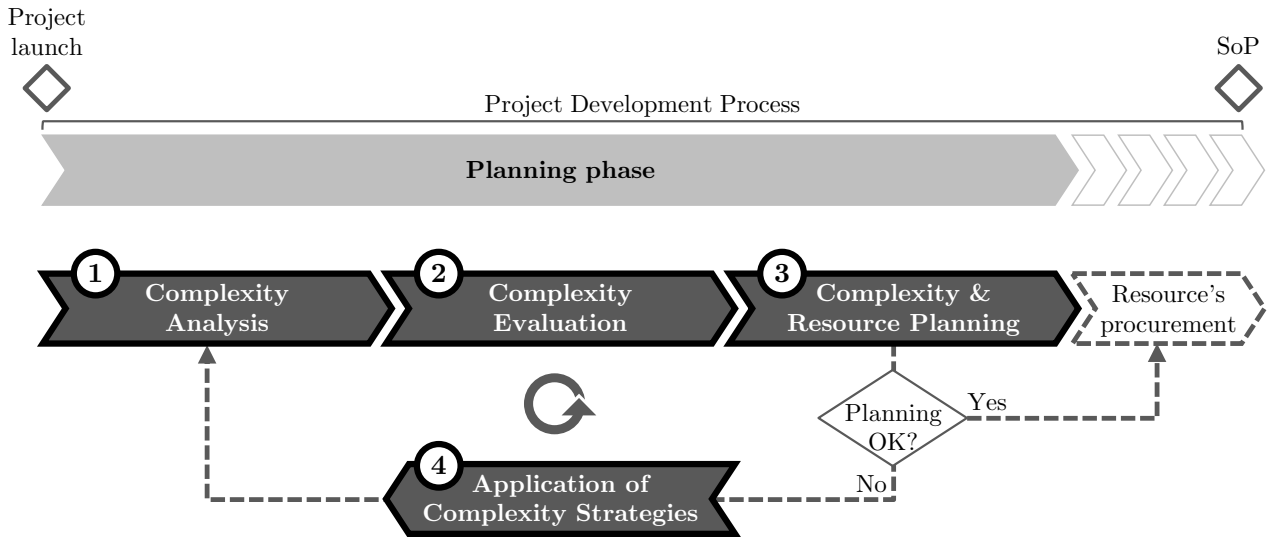 Project
launch
SoP
Project Development Process
Planning phase
1
Complexity
Analysis
2
Complexity
Evaluation
3
Complexity &
Resource Planning
Resource's
procurement
Planning
OK?
Yes
No
4
Application of
Complexity Strategies